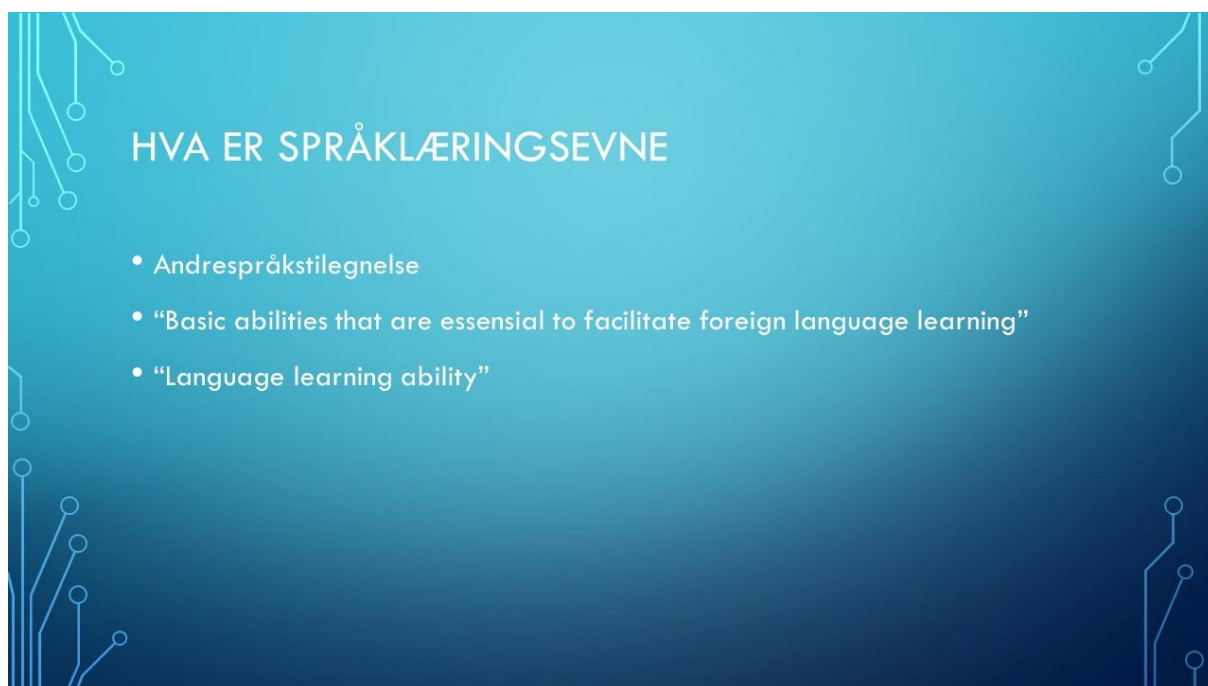 HVA ER SPRÅKLÆRINGSEVNE
• Andrespråkstilegnelse
• “Basic abilities that are essensial to facilitate foreign language learning”
• “Language learning ability”